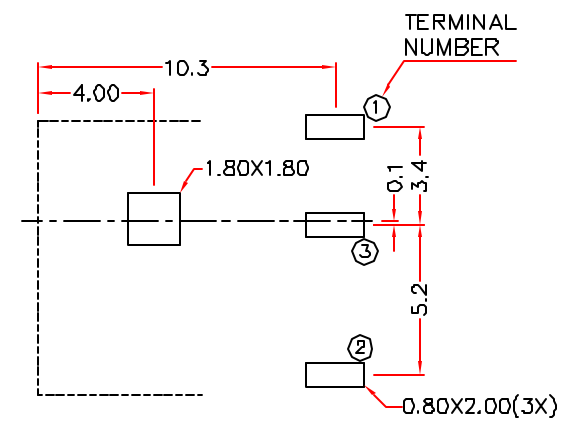 TERMINAL
NUMBER
10.3
4.00
1
1.80X1.80
0.1
3.4
3
5.2
2
0.80X2.00(3X)